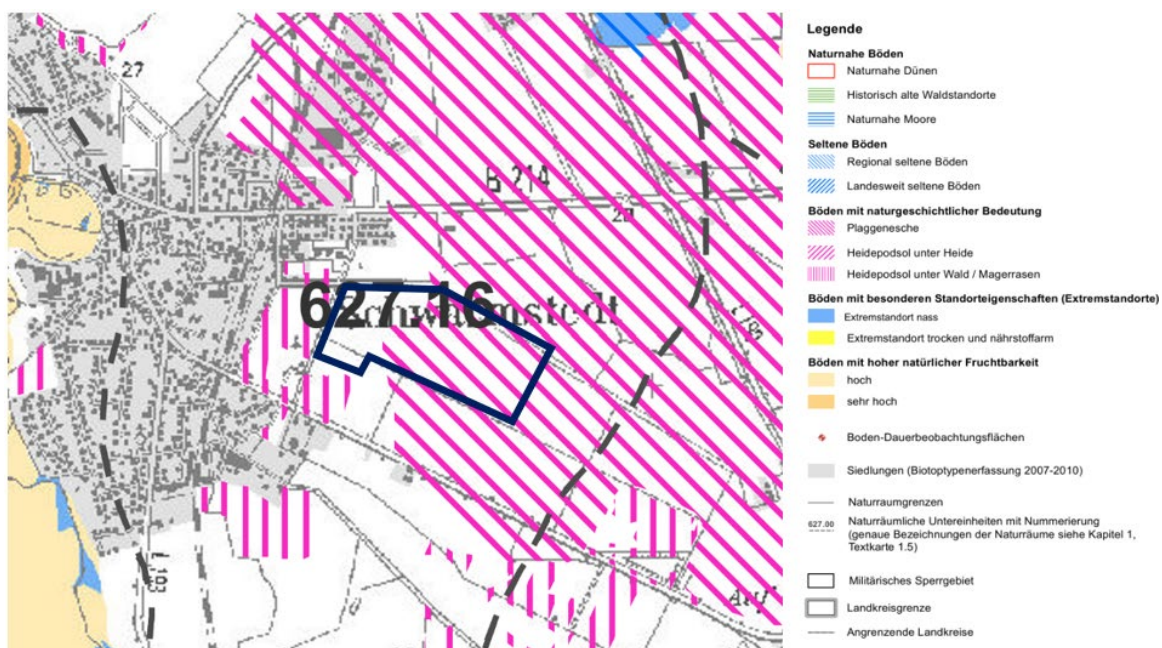 27
B 214
29
627.16
Schwarmstedt
L 193
Legende
Naturnahe Böden
Naturnahe Dünen
Historisch alte Waldstandorte
Naturnahe Moore
Seltene Böden
Regional seltene Böden
Landesweit seltene Böden
Böden mit naturgeschichtlicher Bedeutung
Plaggenesche
Heidepodsol unter Heide
Heidepodsol unter Wald / Magerrasen
Böden mit besonderen Standorteigenschaften (Extremstandorte)
Extremstandort nass
Extremstandort trocken und nährstoffarm
Böden mit hoher natürlicher Fruchtbarkeit
hoch
sehr hoch
Boden-Dauerbeobachtungsflächen
Siedlungen (Biotoptypenerfassung 2007-2010)
Naturraumgrenzen
627.00
Naturräumliche Untereinheiten mit Nummerierung
(genaue Bezeichnungen der Naturräume siehe Kapitel 1,
Textkarte 1.5)
Militärisches Sperrgebiet
Landkreisgrenze
Angrenzende Landkreise